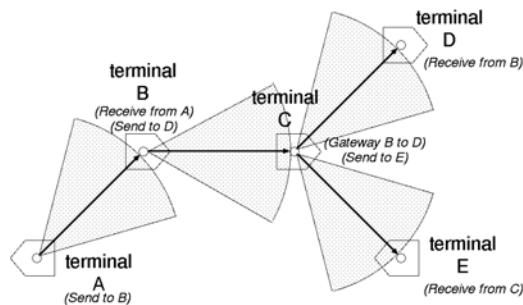 terminal
D
(Receive from B)
terminal
B
(Receive from A)
(Send to D)
terminal
C
(Gateway B to D)
(Send to E)
terminal
A
(Send to B)
terminal
E
(Receive from C)